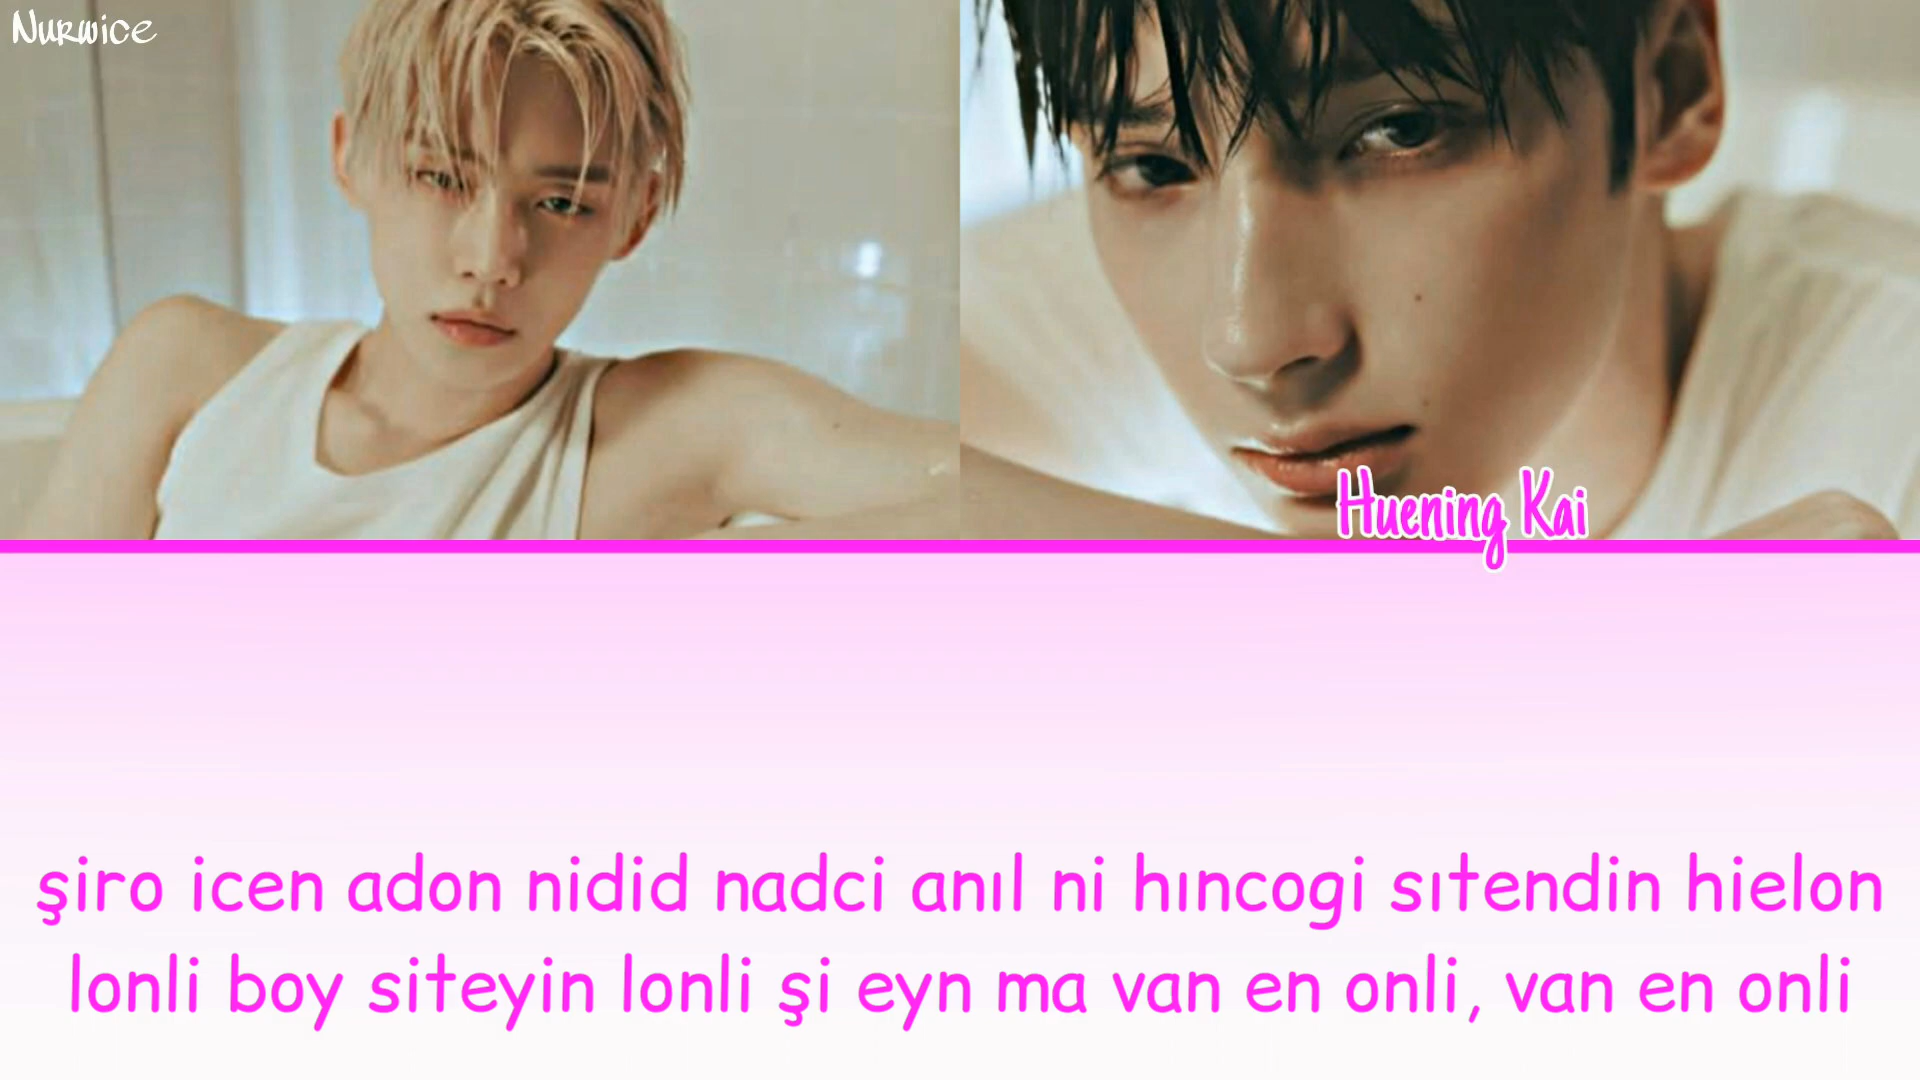 Nurwice
Huening Kai
şiro icen adon nidid nadci anıl ni hıncogi sıtendin hielon
lonli boy siteyin lonli şi eyn ma van en onli, van en onli